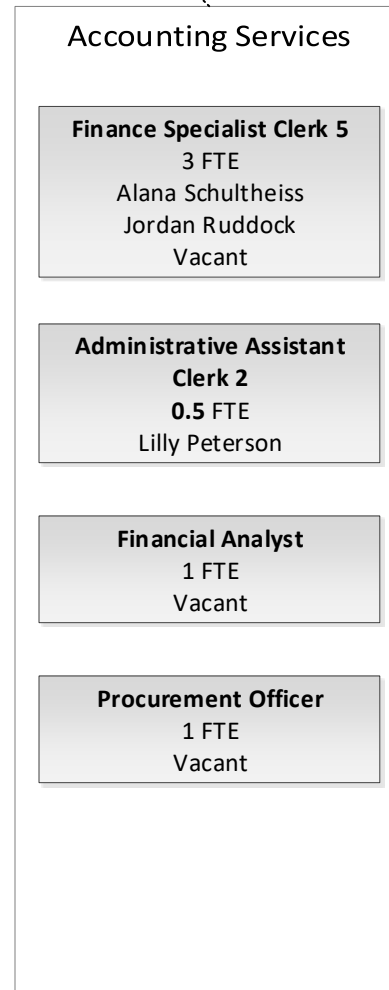 Accounting Services
Finance Specialist Clerk 5
3 FTE
Alana Schultheiss
Jordan Ruddock
Vacant
Administrative Assistant
Clerk 2
0.5 FTE
Lilly Peterson
Financial Analyst
1 FTE
Vacant
Procurement Officer
1 FTE
Vacant